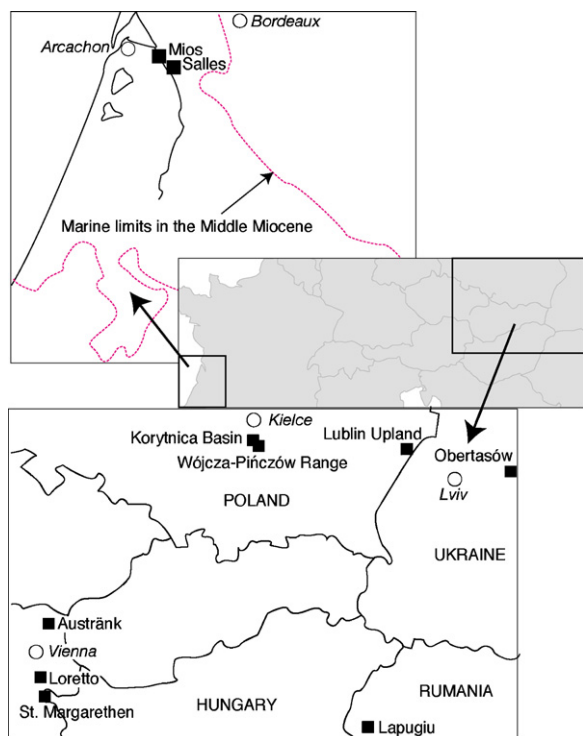 Bordeaux
Arcachon
Mios
Salles
Marine limits in the Middle Miocene
Kielce
Korytnica Basin
Lublin Upland
Wójcza-Pińczów Range
Obertasów
Lviv
POLAND
UKRAINE
Austränk
Vienna
Loretto
St. Margarethen
HUNGARY
RUMANIA
Lapugiu